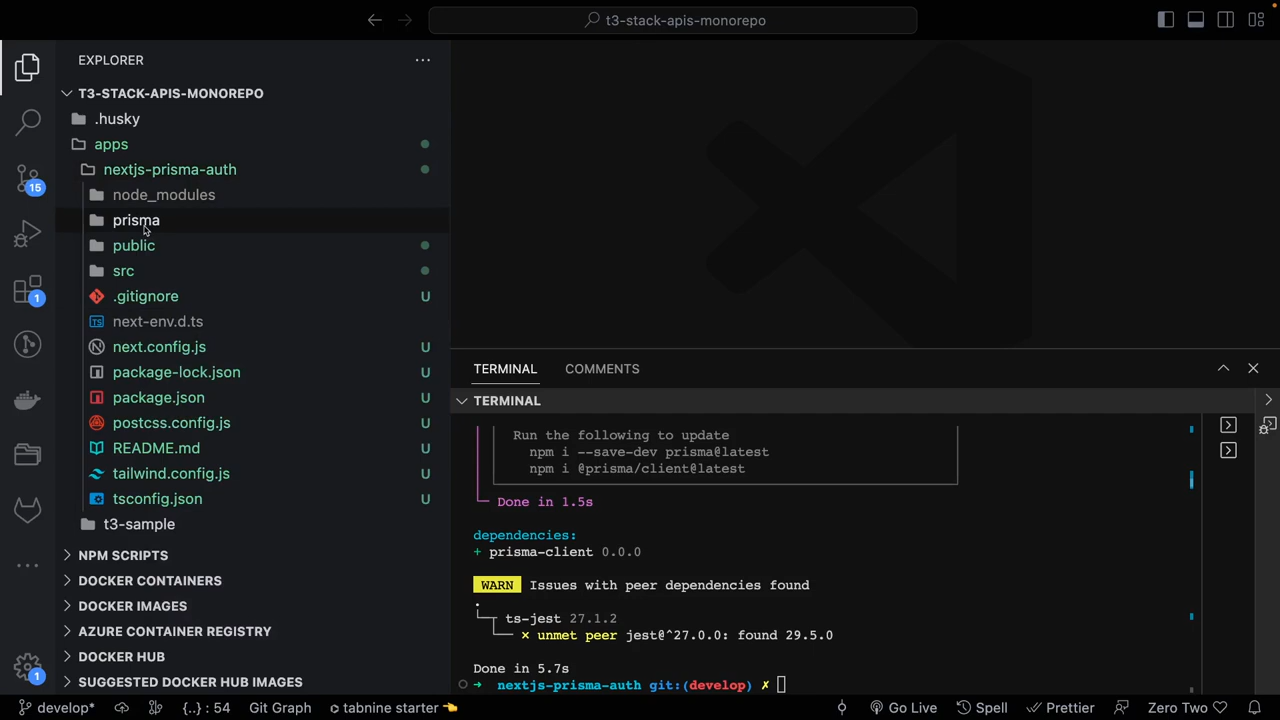 t3-stack-apis-monorepo
EXPLORER
T3-STACK-APIS-MONOREPO
.husky
apps
nextjs-prisma-auth
node_modules
prisma
public
src
.gitignore U
next-env.d.ts
next.config.js U
package-lock.json U
package.json U
postcss.config.js U
README.md U
tailwind.config.js U
tsconfig.json U
t3-sample
NPM SCRIPTS
DOCKER CONTAINERS
DOCKER IMAGES
AZURE CONTAINER REGISTRY
DOCKER HUB
SUGGESTED DOCKER HUB IMAGES
15
1
1
TS
TERMINAL COMMENTS
TERMINAL
Run the following to update
npm i --save-dev prisma@latest
npm i @prisma/client@latest
Done in 1.5s
dependencies:
+ prisma-client 0.0.0
WARN Issues with peer dependencies found
.
ts-jest 27.1.2
× unmet peer jest@^27.0.0: found 29.5.0
Done in 5.7s
➜ nextjs-prisma-auth git:(develop) ✗
develop* {..} : 54 Git Graph tabnine starter 👈 Go Live Spell Prettier Zero Two